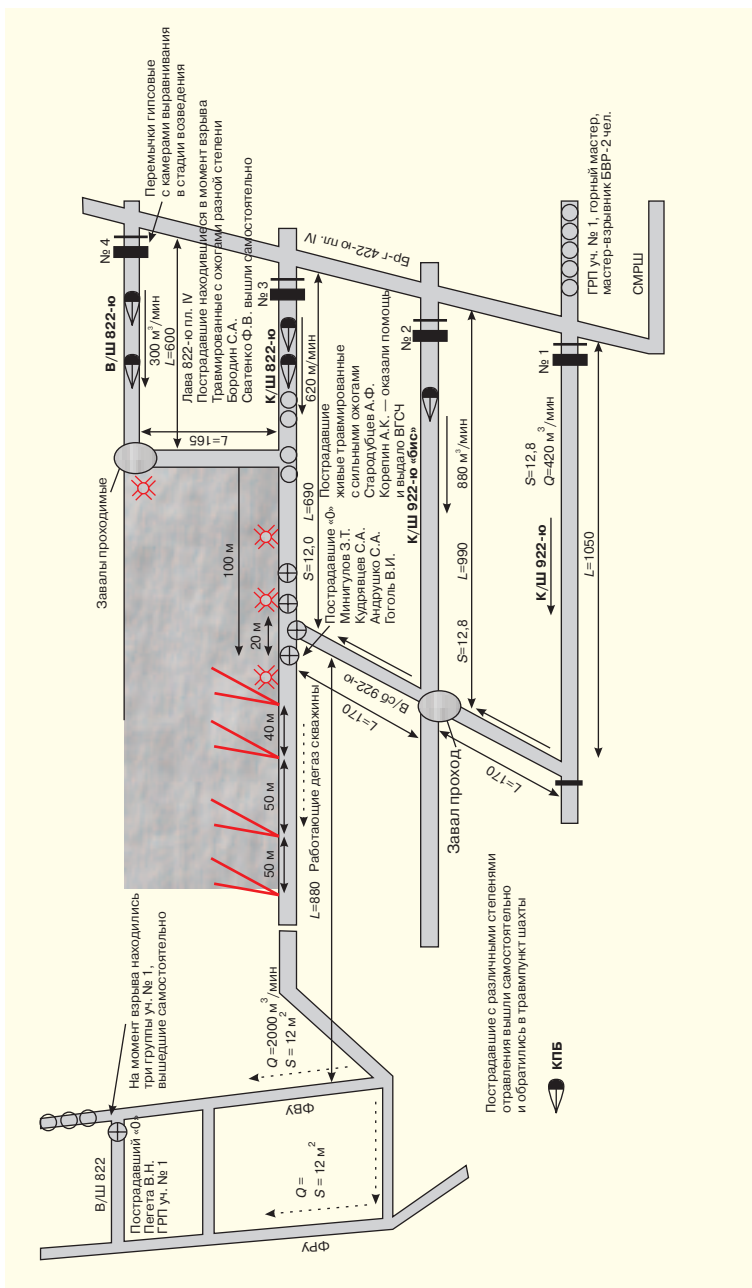 Перемычки гипсовые
с камерами выравнивания
в стадии возведения
№ 4
В/Ш 822-ю
300 м³/мин
L=600
Лава 822-ю пл. IV
Пострадавшие находившиеся в момент взрыва
Травмированные с ожогами разной степени
Бородин С.А.
Сватенко Ф.В. вышли самостоятельно
Бр-г 422-ю пл. IV
Завалы проходимые
L=165
№ 3
К/Ш 822-ю
620 м/мин
100 м
20 м
40 м
50 м
50 м
S=12,0 L=690
Пострадавшие
живые травмированные
с сильными ожогами
Стародубцев А.Ф.
Корепин А.К. — оказали помощь
и выдало ВГСЧ
Пострадавшие «0»
Минигулов З.Т.
Кудрявцев С.А.
Андрушко С.А.
Гоголь В.И.
№ 2
К/Ш 922-ю «бис»
880 м³/мин
L=990
S=12,8
В/сб 922-ю
L=170
L=170
Завал проход
Работающие дегаз скважины
L=880
ГРП уч. № 1, горный мастер,
мастер-взрывник БВР-2 чел.
СМРШ
№ 1
S=12,8
Q=420 м³/мин
К/Ш 922-ю
L=1050
На момент взрыва находились
три группы уч. № 1,
вышедшие самостоятельно
Q =2000 м³/мин
S = 12 м²
ФВУ
В/Ш 822
Пострадавший «0»
Пегета В.Н.
ГРП уч. № 1
Q =
S = 12 м²
ФРУ
Пострадавшие с различными степенями
отравления вышли самостоятельно
и обратились в травмпункт шахты
КПБ